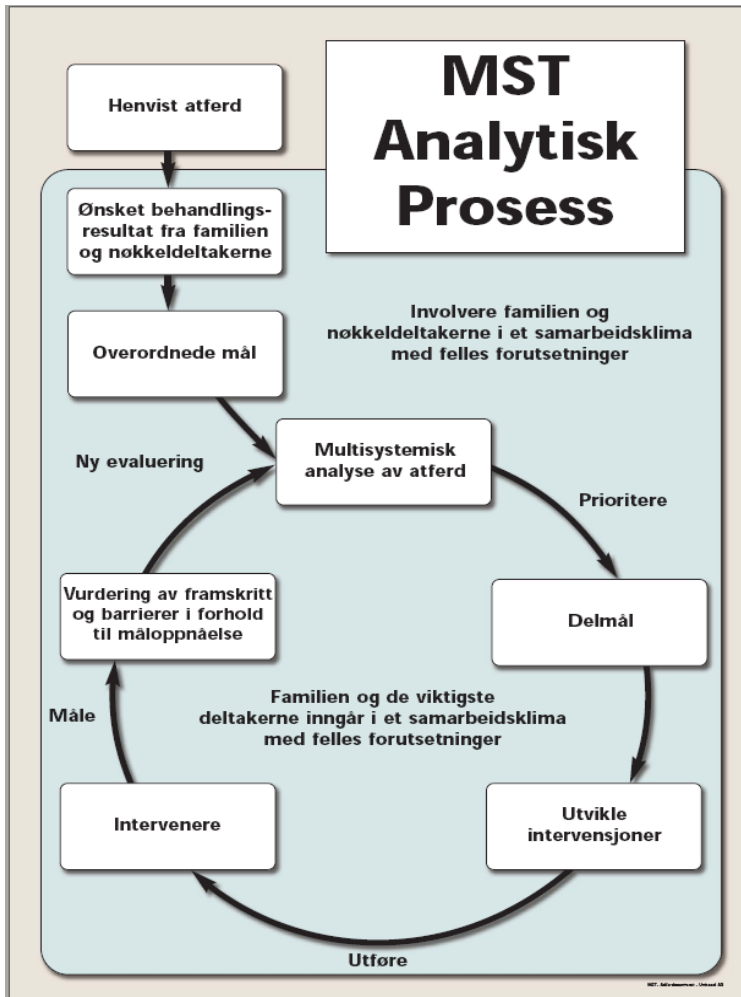 MST
Analytisk
Prosess
Henvist atferd
Ønsket behandlings-
resultat fra familien
og nøkkeldeltakerne
Overordnede mål
Involvere familien og
nøkkeldeltakerne i et samarbeidsklima
med felles forutsetninger
Multisystemisk
analyse av atferd
Prioritere
Delmål
Utvikle
intervensjoner
Utføre
Intervenere
Måle
Vurdering av framskritt
og barrierer i forhold
til måloppnåelse
Ny evaluering
Familien og de viktigste
deltakerne inngår i et samarbeidsklima
med felles forutsetninger